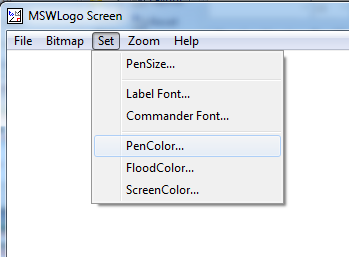 MSWLogo Screen
File Bitmap Set Zoom Help
PenSize...
Label Font...
Commander Font...
PenColor...
FloodColor...
ScreenColor...